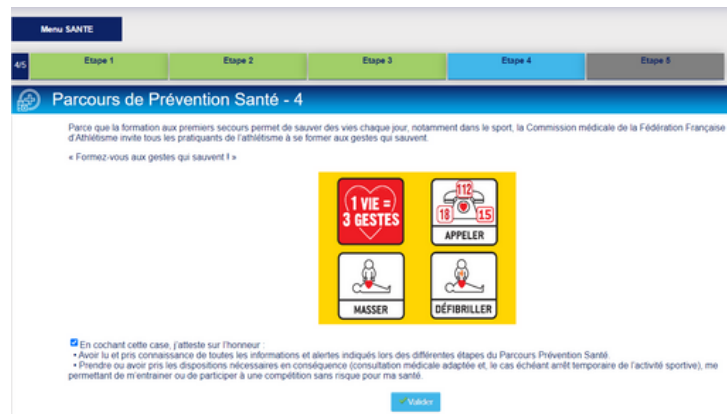 Menu SANTE
4/5 Etape 1 Etape 2 Etape 3 Etape 4 Etape 5
Parcours de Prévention Santé - 4
Parce que la formation aux premiers secours permet de sauver des vies chaque jour, notamment dans le sport, la Commission médicale de la Fédération Française
d'Athlétisme invite tous les pratiquants de l'athlétisme à se former aux gestes qui sauvent.
« Formez-vous aux gestes qui sauvent ! »
1 VIE =
3 GESTES
112
18 15
APPELER
MASSER
DÉFIBRILLER
En cochant cette case, j'atteste sur l'honneur :
• Avoir lu et pris connaissance de toutes les informations et alertes indiqués lors des différentes étapes du Parcours Prévention Santé.
• Prendre ou avoir pris les dispositions nécessaires en conséquence (consultation médicale adaptée et, le cas échéant arrêt temporaire de l'activité sportive), me
permettant de m'entrainer ou de participer à une compétition sans risque pour ma santé.
Valider